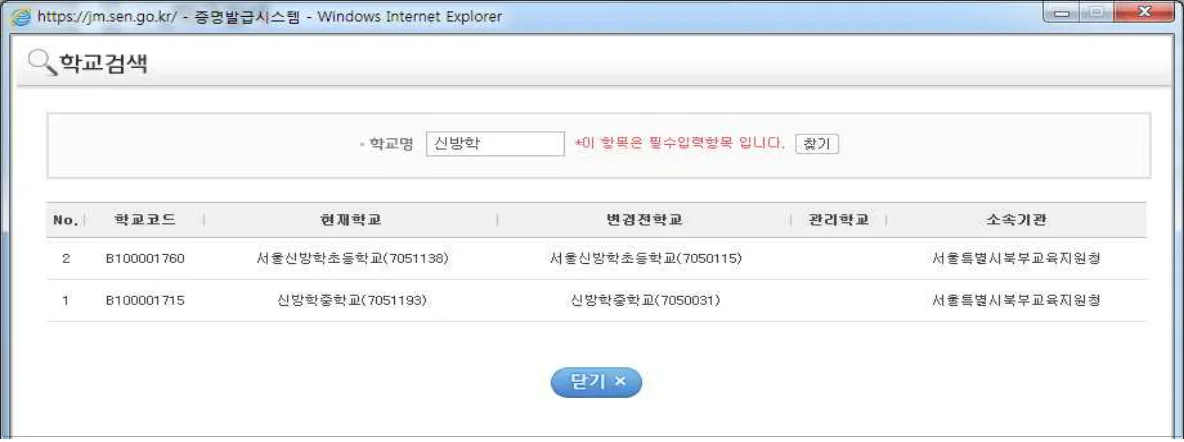 https://jm.sen.go.kr/ - 증명발급시스템 - Windows Internet Explorer
학교검색
학교명 신방학 *이 항목은 필수입력항목 입니다. 찾기
No. 학교코드 현재학교 변경전학교 관리학교 소속기관
2 B100001760 서울신방학초등학교(7051138) 서울신방학초등학교(7050115) 서울특별시북부교육지원청
1 B100001715 신방학중학교(7051193) 신방학중학교(7050031) 서울특별시북부교육지원청
닫기 ×